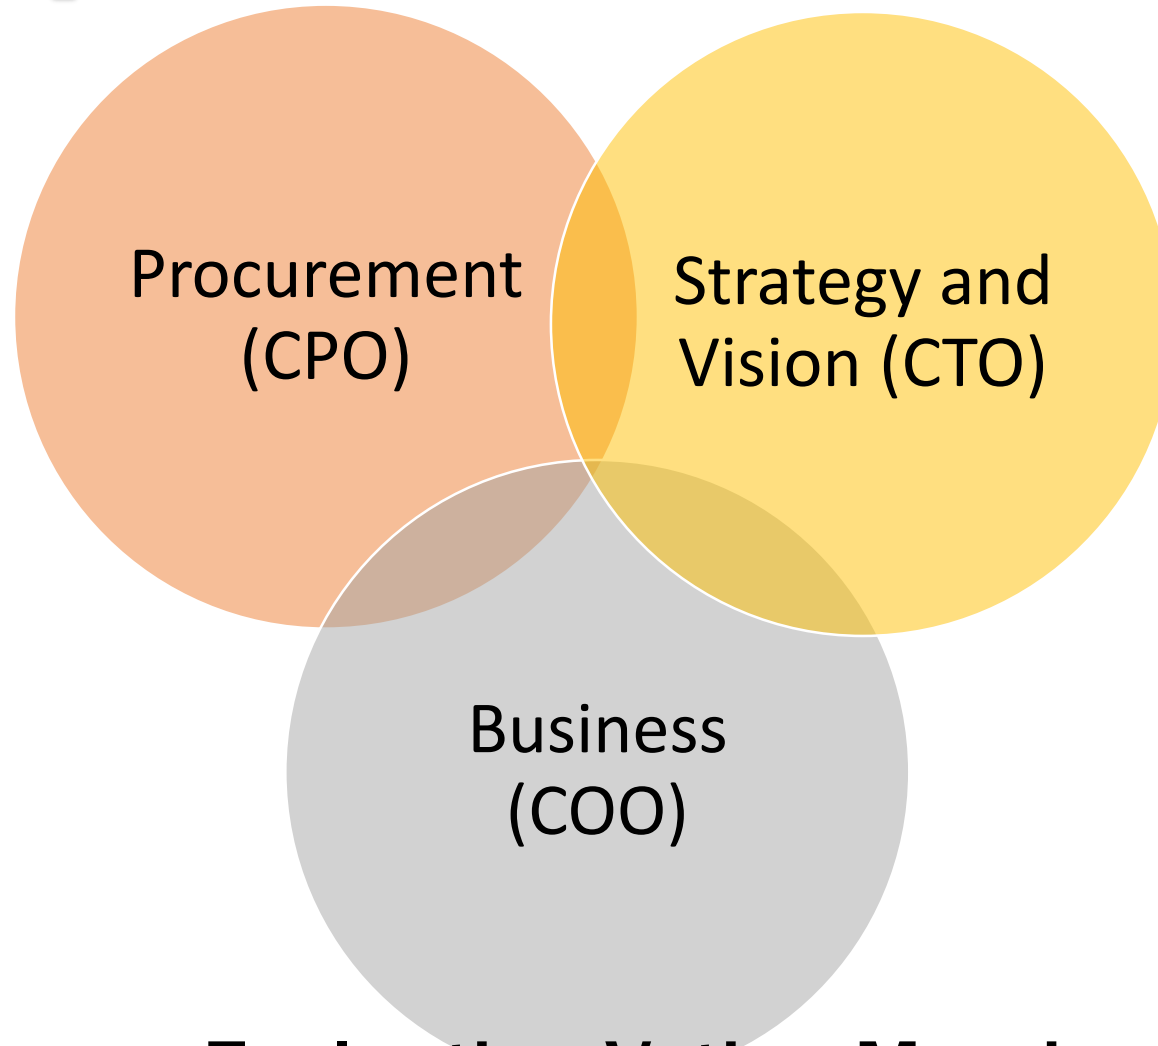 Procurement
(CPO)
Strategy and
Vision (CTO)
Business
(COO)